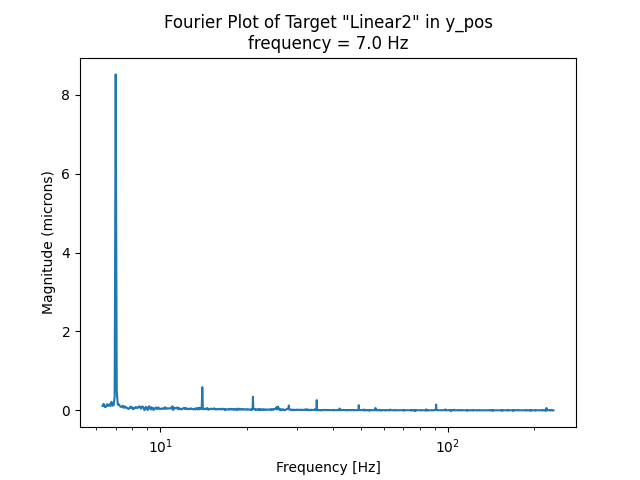 Fourier Plot of Target "Linear2" in y_pos
frequency = 7.0 Hz
Magnitude (microns)
8
6
4
2
0
10¹
10²
Frequency [Hz]